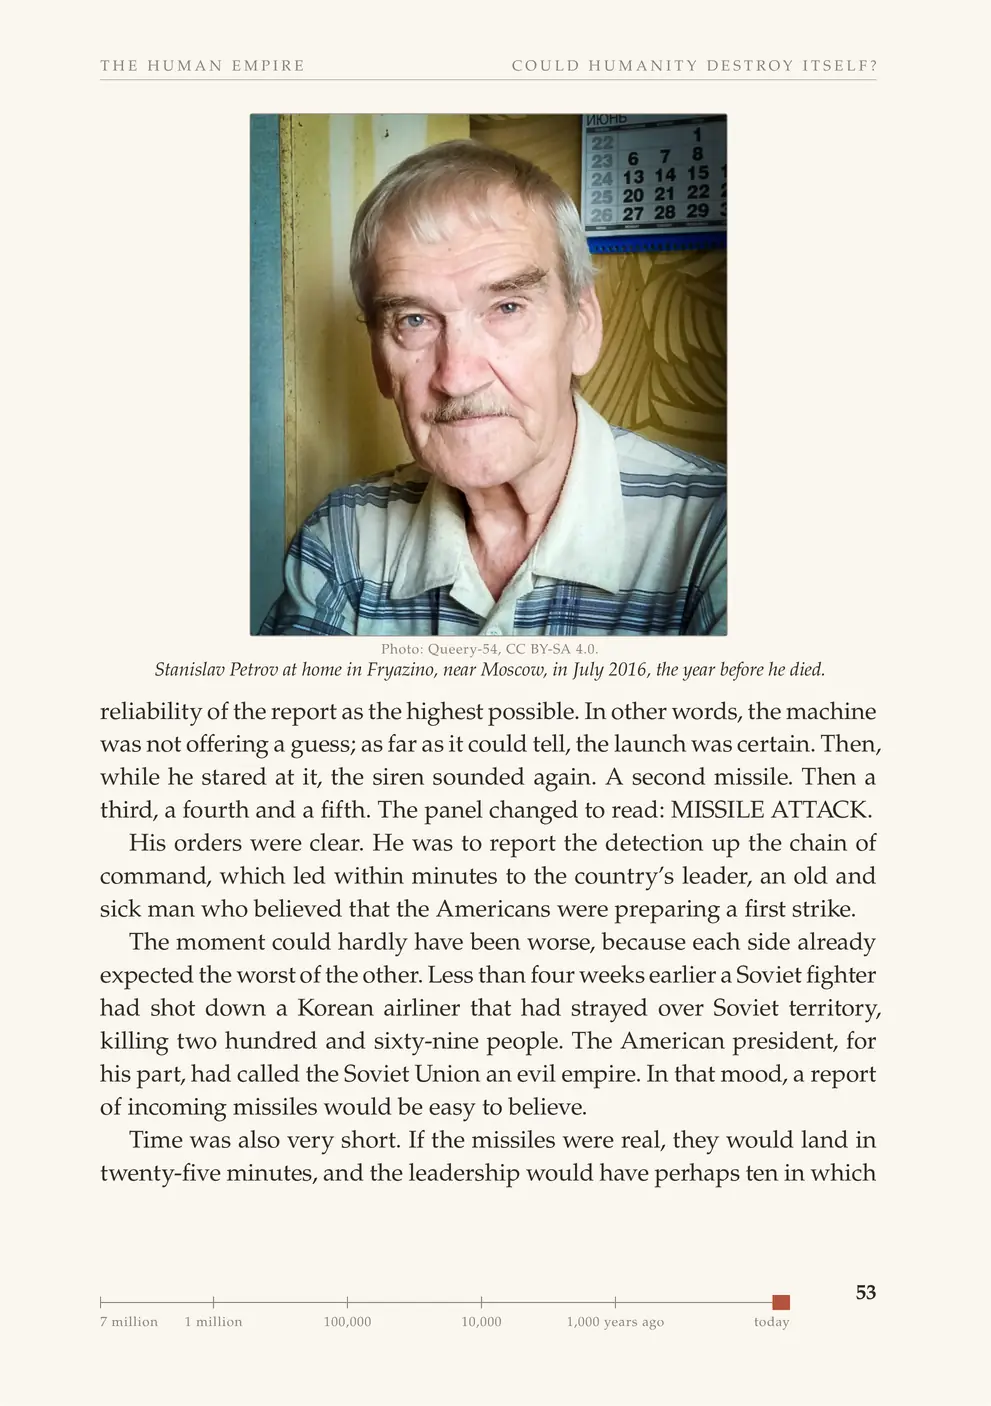 THE HUMAN EMPIRE
COULD HUMANITY DESTROY ITSELF?
ИЮНЬ
22 1
23 6 7 8
24 13 14 15 1
25 20 21 22 2
26 27 28 29 3
Photo: Queery-54, CC BY-SA 4.0.
Stanislav Petrov at home in Fryazino, near Moscow, in July 2016, the year before he died.
reliability of the report as the highest possible. In other words, the machine
was not offering a guess; as far as it could tell, the launch was certain. Then,
while he stared at it, the siren sounded again. A second missile. Then a
third, a fourth and a fifth. The panel changed to read: MISSILE ATTACK.
His orders were clear. He was to report the detection up the chain of
command, which led within minutes to the country’s leader, an old and
sick man who believed that the Americans were preparing a first strike.
The moment could hardly have been worse, because each side already
expected the worst of the other. Less than four weeks earlier a Soviet fighter
had shot down a Korean airliner that had strayed over Soviet territory,
killing two hundred and sixty-nine people. The American president, for
his part, had called the Soviet Union an evil empire. In that mood, a report
of incoming missiles would be easy to believe.
Time was also very short. If the missiles were real, they would land in
twenty-five minutes, and the leadership would have perhaps ten in which
53
7 million 1 million 100,000 10,000 1,000 years ago today